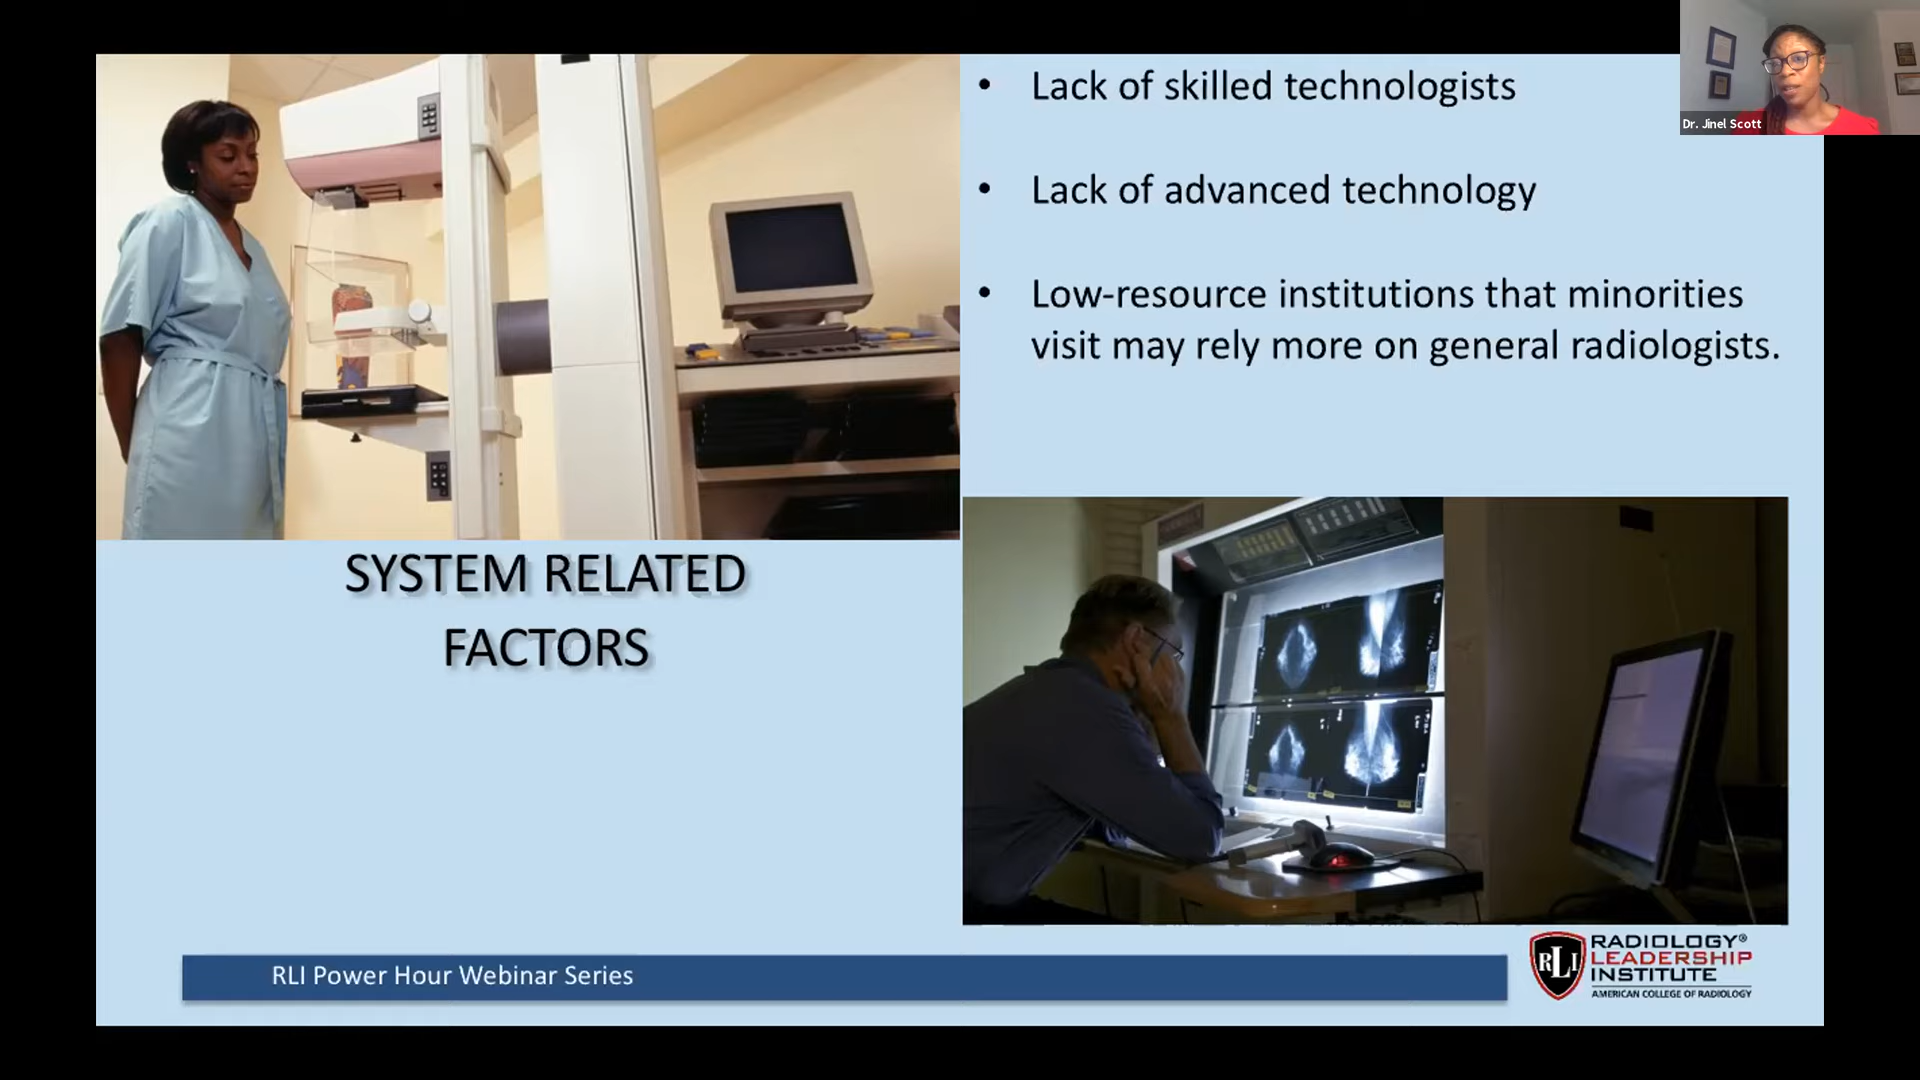 Lack of skilled technologists
Lack of advanced technology
Low-resource institutions that minorities
visit may rely more on general radiologists.
Dr. Jinel Scott
SYSTEM RELATED
FACTORS
RLI Power Hour Webinar Series
RLI
RADIOLOGY®
LEADERSHIP
INSTITUTE
AMERICAN COLLEGE OF RADIOLOGY